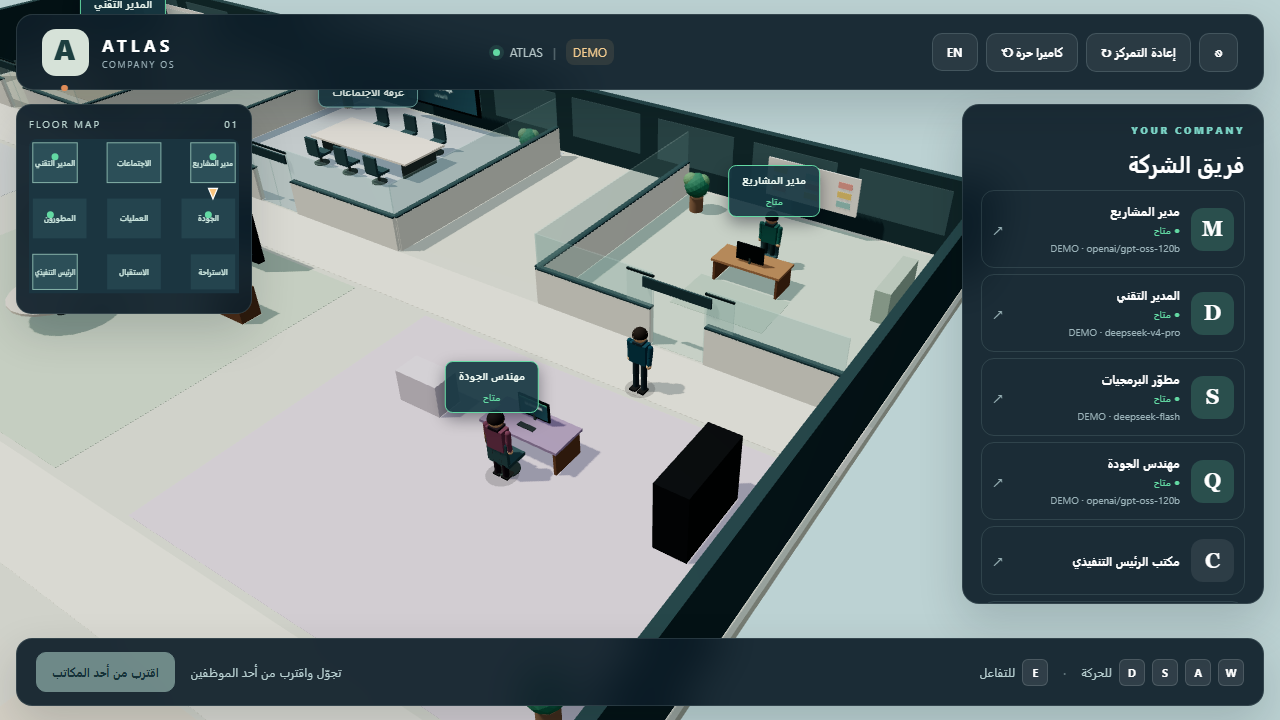 المدير التقني
A
ATLAS
COMPANY OS
ATLAS | DEMO
EN
كاميرا حرة
إعادة التمركز
FLOOR MAP
01
المدير التقني
الاجتماعات
مدير المشاريع
المطورون
العمليات
الجودة
الرئيس التنفيذي
الاستقبال
الاستراحة
غرفة الاجتماعات
مدير المشاريع
متاح
مهندس الجودة
متاح
YOUR COMPANY
فريق الشركة
M
مدير المشاريع
متاح
DEMO · openai/gpt-oss-120b
D
المدير التقني
متاح
DEMO · deepseek-v4-pro
S
مطوّر البرمجيات
متاح
DEMO · deepseek-flash
Q
مهندس الجودة
متاح
DEMO · openai/gpt-oss-120b
C
مكتب الرئيس التنفيذي
W A S D للحركة · E للتفاعل
تجوّل واقترب من أحد الموظفين
اقترب من أحد المكاتب